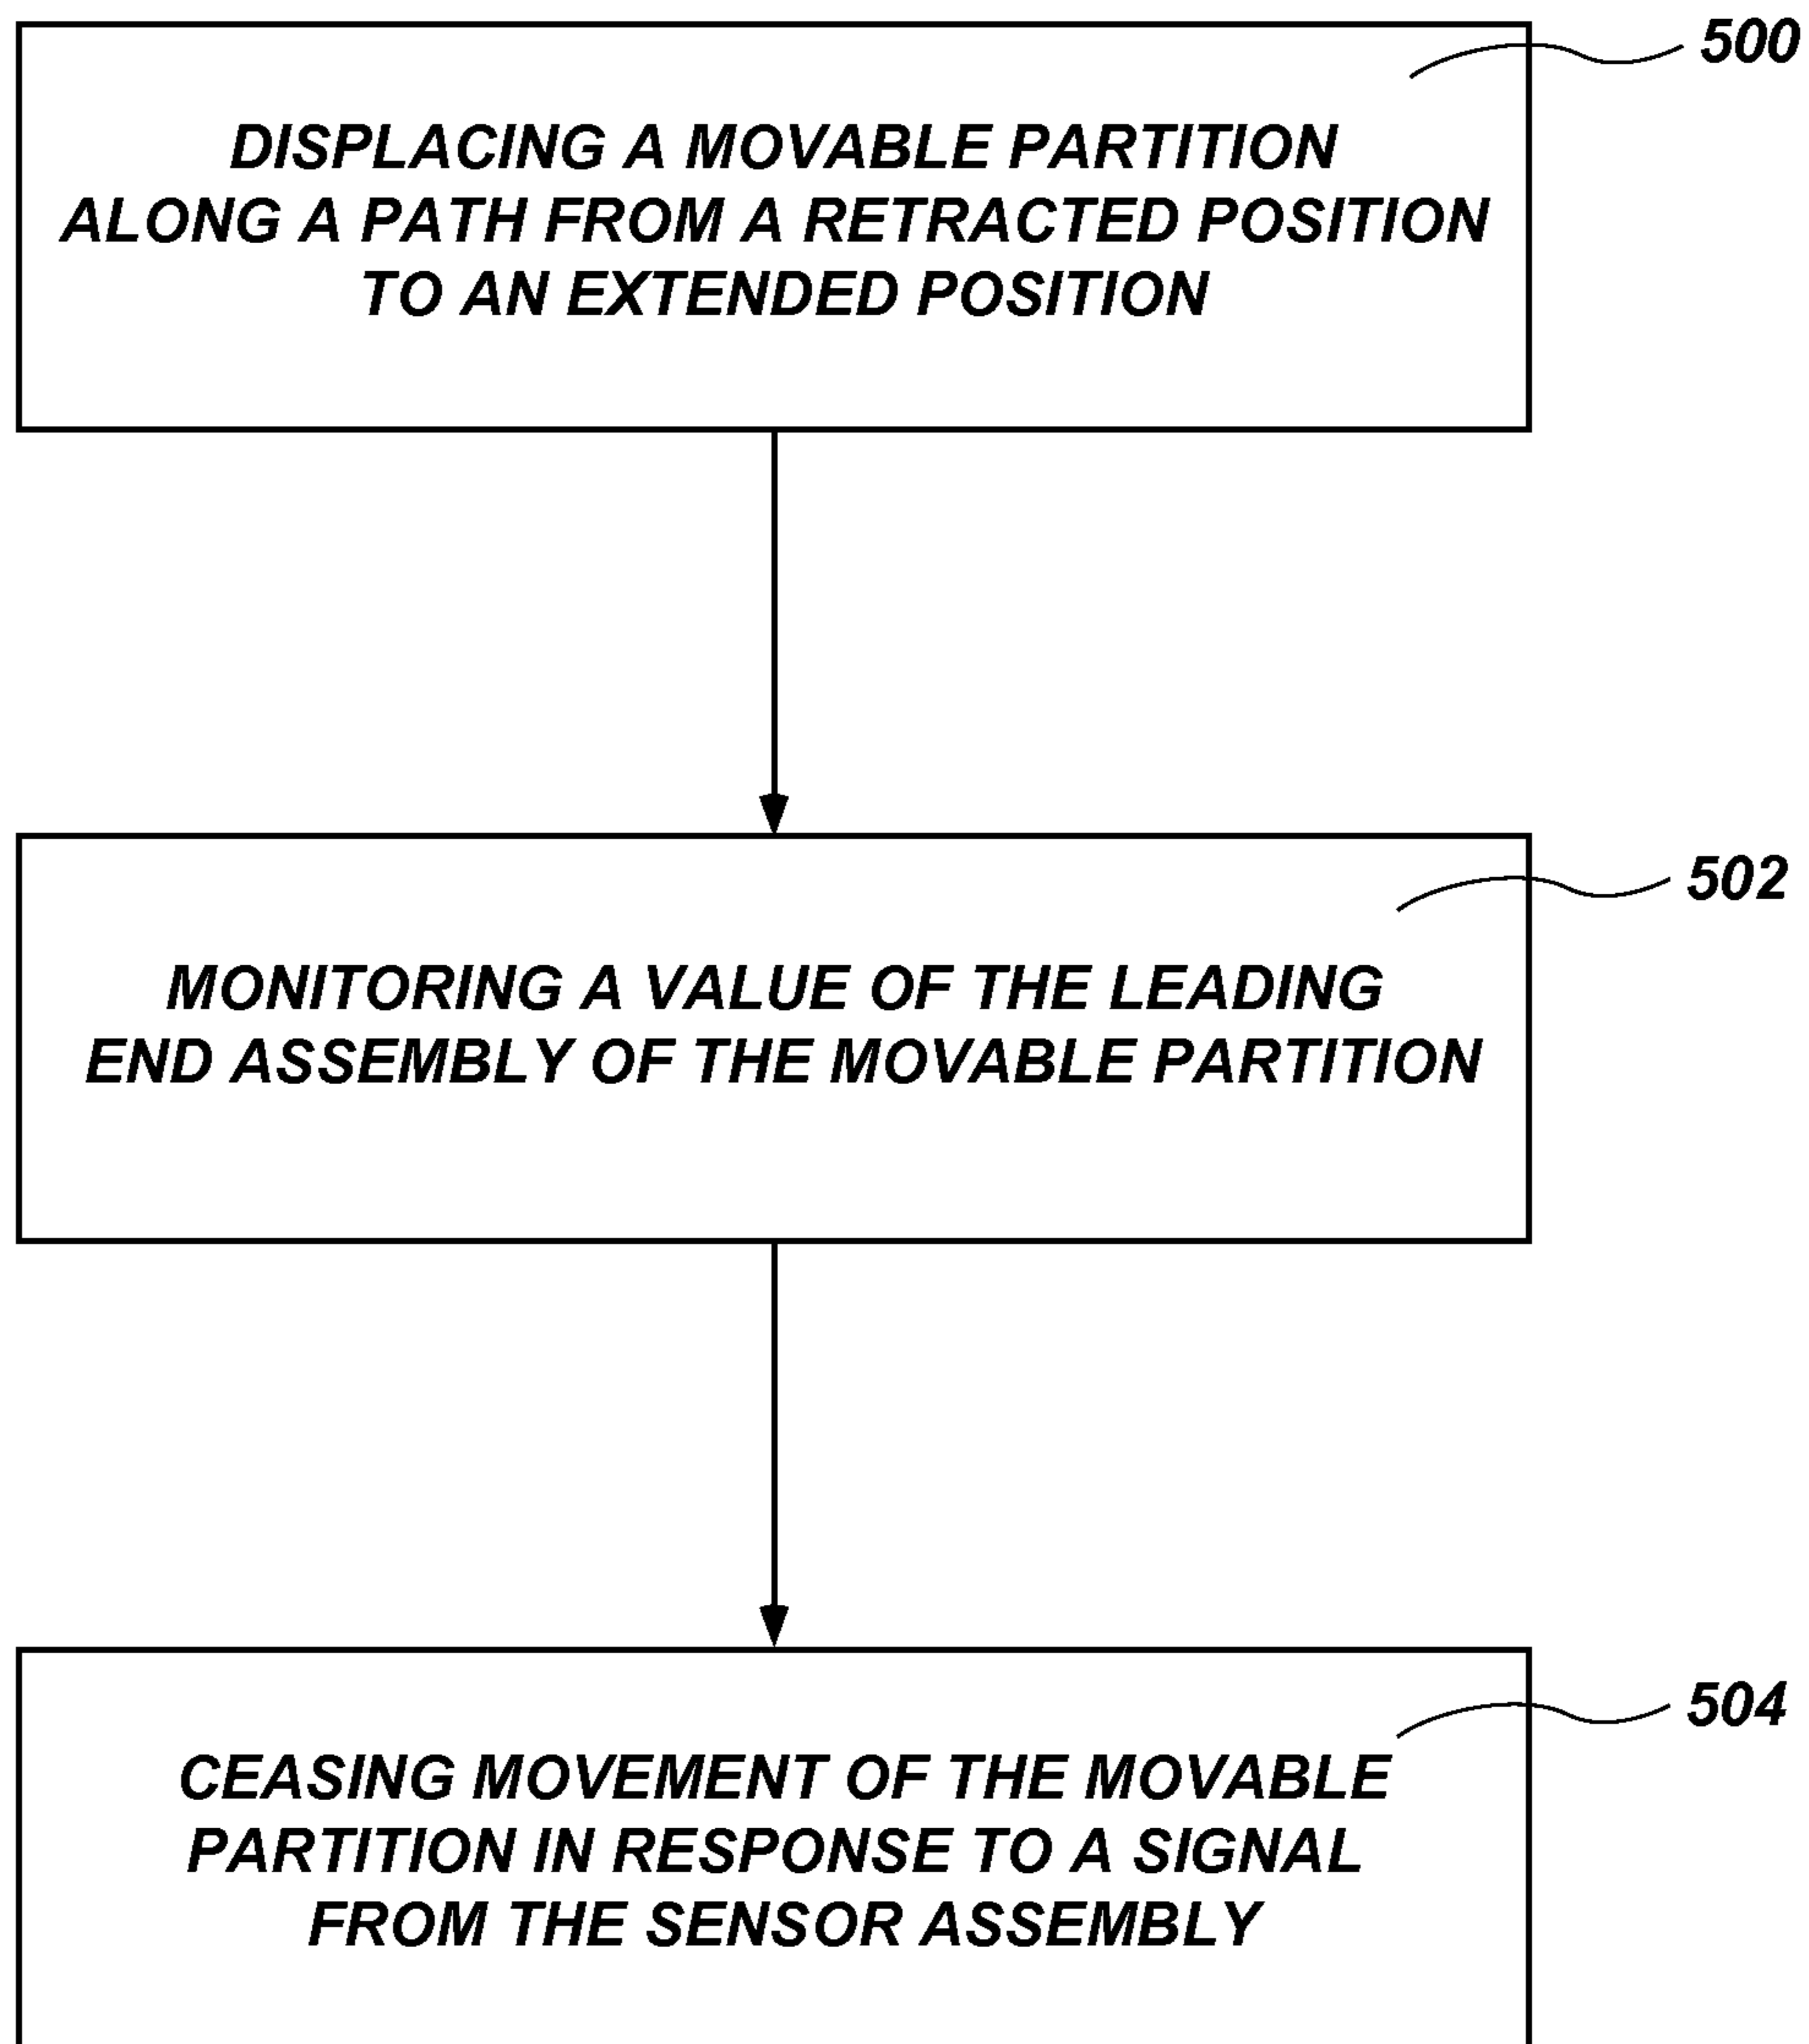 500
DISPLACING A MOVABLE PARTITION
ALONG A PATH FROM A RETRACTED POSITION
TO AN EXTENDED POSITION
502
MONITORING A VALUE OF THE LEADING
END ASSEMBLY OF THE MOVABLE PARTITION
504
CEASING MOVEMENT OF THE MOVABLE
PARTITION IN RESPONSE TO A SIGNAL
FROM THE SENSOR ASSEMBLY